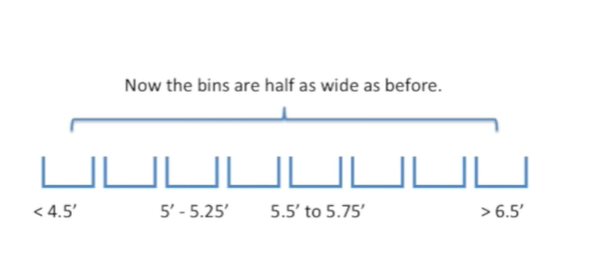 Now the bins are half as wide as before.
< 4.5′ 5′ - 5.25′ 5.5′ to 5.75′ > 6.5′